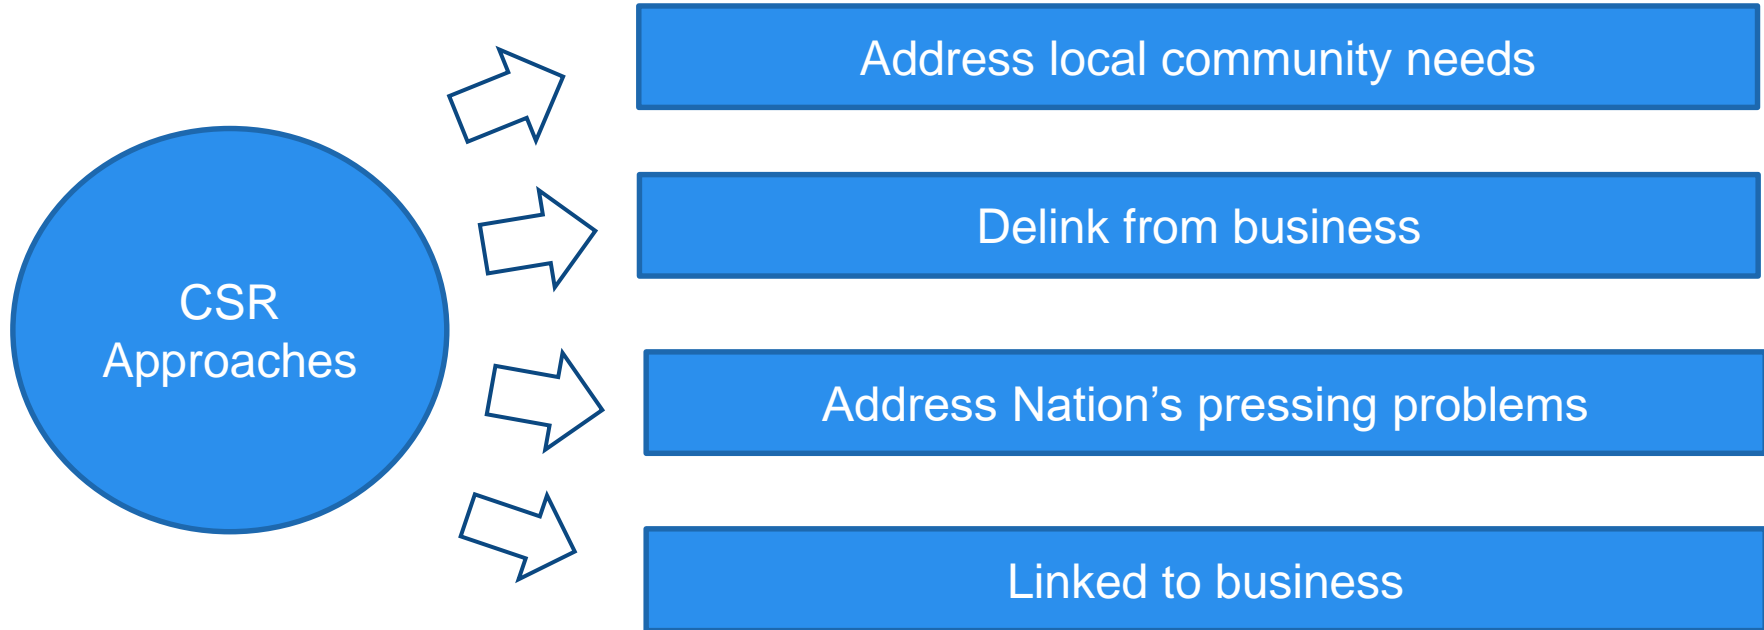 CSR
Approaches
Address local community needs
Delink from business
Address Nation’s pressing problems
Linked to business